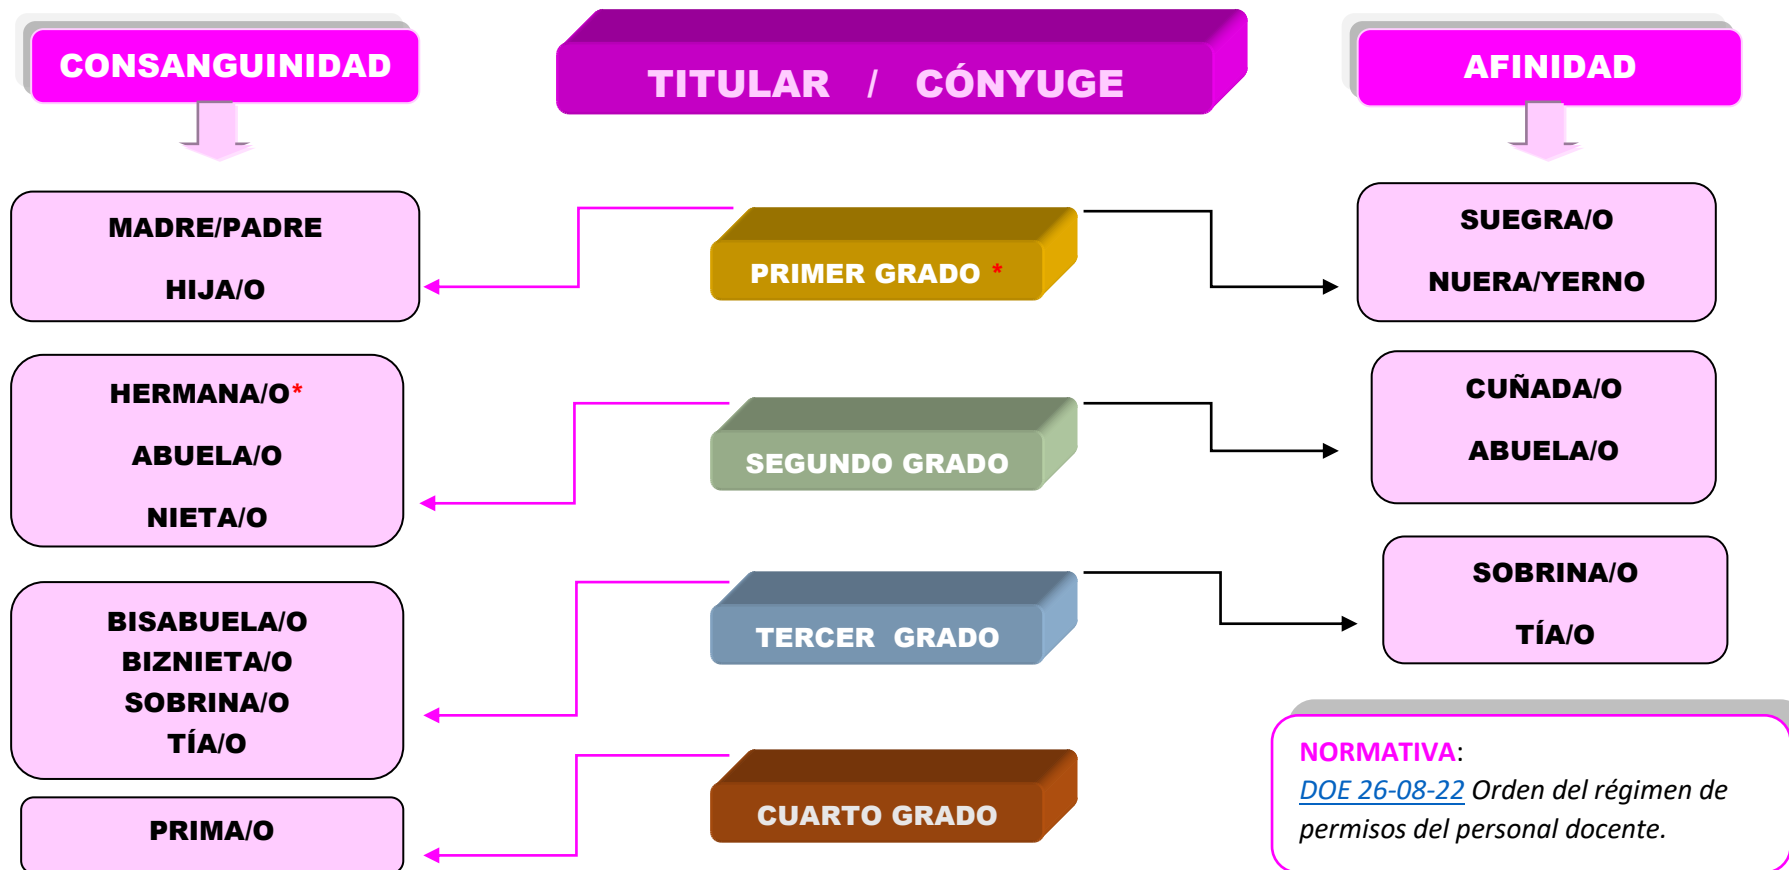 CONSANGUINIDAD
TITULAR / CÓNYUGE
AFINIDAD
MADRE/PADRE
HIJA/O
PRIMER GRADO *
SUEGRA/O
NUERA/YERNO
HERMANA/O*
ABUELA/O
NIETA/O
SEGUNDO GRADO
CUÑADA/O
ABUELA/O
BISABUELA/O
BIZNIETA/O
SOBRINA/O
TÍA/O
TERCER GRADO
SOBRINA/O
TÍA/O
PRIMA/O
CUARTO GRADO
NORMATIVA:
DOE 26-08-22 Orden del régimen de
permisos del personal docente.